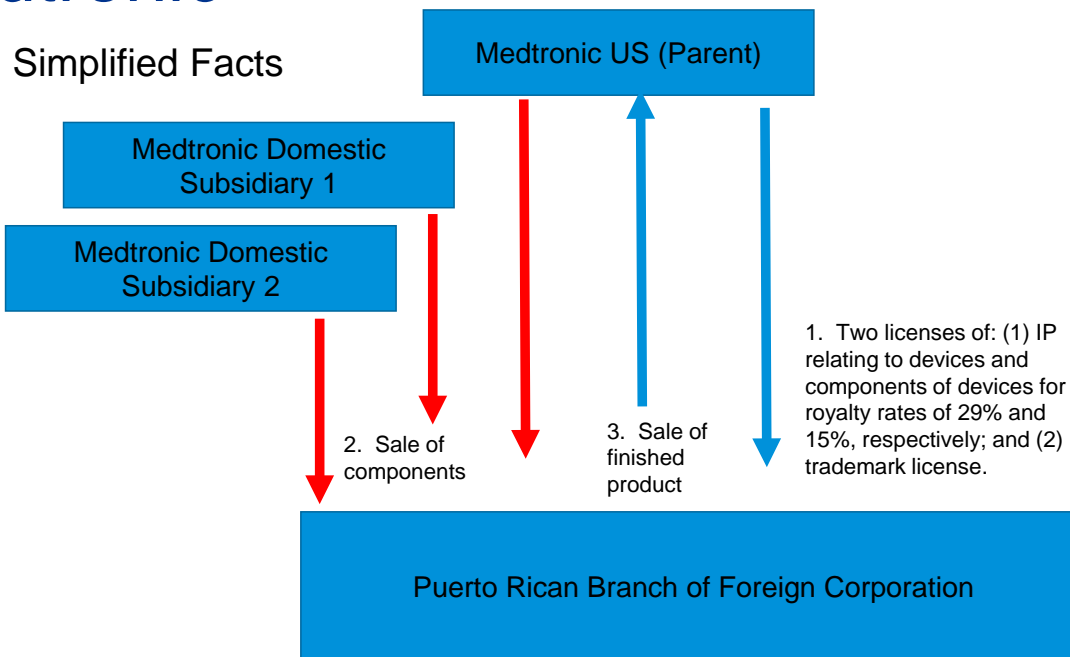 Simplified Facts
Medtronic US (Parent)
Medtronic Domestic
Subsidiary 1
Medtronic Domestic
Subsidiary 2
1. Two licenses of: (1) IP
relating to devices and
components of devices for
royalty rates of 29% and
15%, respectively; and (2)
trademark license.
2. Sale of
components
3. Sale of
finished
product
Puerto Rican Branch of Foreign Corporation